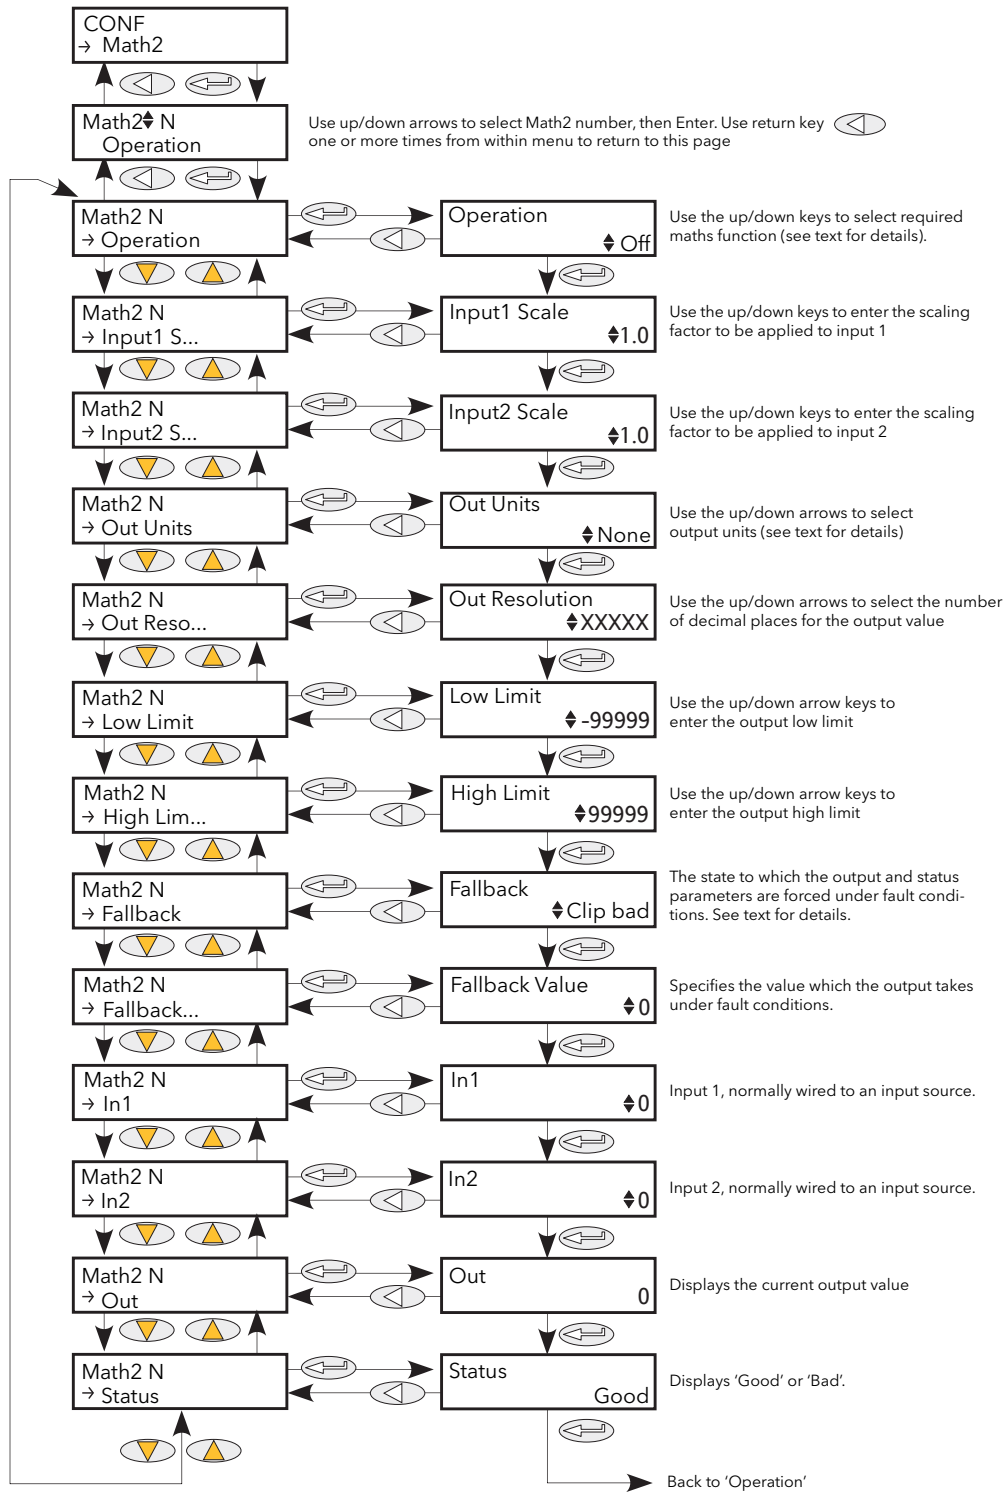 CONF
→ Math2
Math2 N
Operation
Use up/down arrows to select Math2 number, then Enter. Use return key
one or more times from within menu to return to this page
Math2 N
→ Operation
Operation
Off
Use the up/down keys to select required
maths function (see text for details).
Math2 N
→ Input1 S...
Input1 Scale
1.0
Use the up/down keys to enter the scaling
factor to be applied to input 1
Math2 N
→ Input2 S...
Input2 Scale
1.0
Use the up/down keys to enter the scaling
factor to be applied to input 2
Math2 N
→ Out Units
Out Units
None
Use the up/down arrows to select
output units (see text for details)
Math2 N
→ Out Reso...
Out Resolution
XXXXX
Use the up/down arrows to select the number
of decimal places for the output value
Math2 N
→ Low Limit
Low Limit
-99999
Use the up/down arrow keys to
enter the output low limit
Math2 N
→ High Lim...
High Limit
99999
Use the up/down arrow keys to
enter the output high limit
Math2 N
→ Fallback
Fallback
Clip bad
The state to which the output and status
parameters are forced under fault condi-
tions. See text for details.
Math2 N
→ Fallback...
Fallback Value
0
Specifies the value which the output takes
under fault conditions.
Math2 N
→ In1
In1
0
Input 1, normally wired to an input source.
Math2 N
→ In2
In2
0
Input 2, normally wired to an input source.
Math2 N
→ Out
Out
0
Displays the current output value
Math2 N
→ Status
Status
Good
Displays ‘Good’ or ‘Bad’.
Back to ‘Operation’